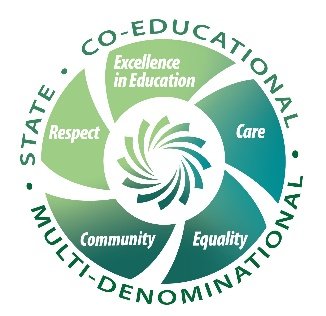 STATE • CO-EDUCATIONAL • MULTI-DENOMINATIONAL •
Excellence
in Education
Respect
Care
Community
Equality